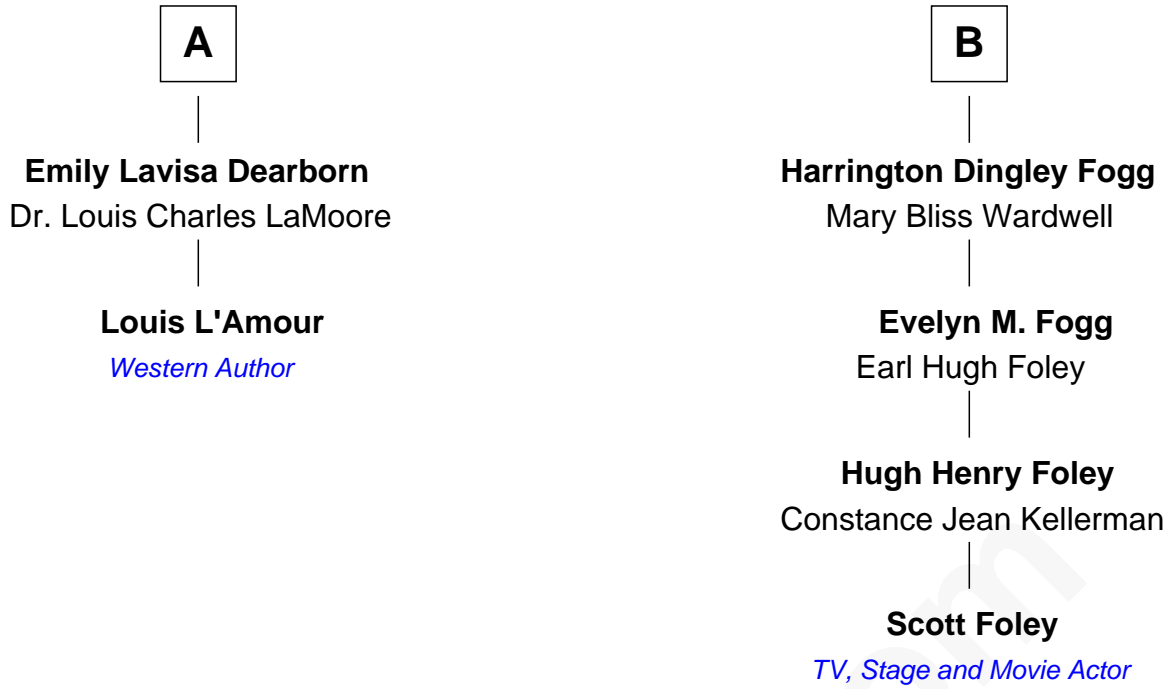 A
Emily Lavisa Dearborn
Dr. Louis Charles LaMoore
Louis L'Amour
Western Author
B
Harrington Dingley Fogg
Mary Bliss Wardwell
Evelyn M. Fogg
Earl Hugh Foley
Hugh Henry Foley
Constance Jean Kellerman
Scott Foley
TV, Stage and Movie Actor